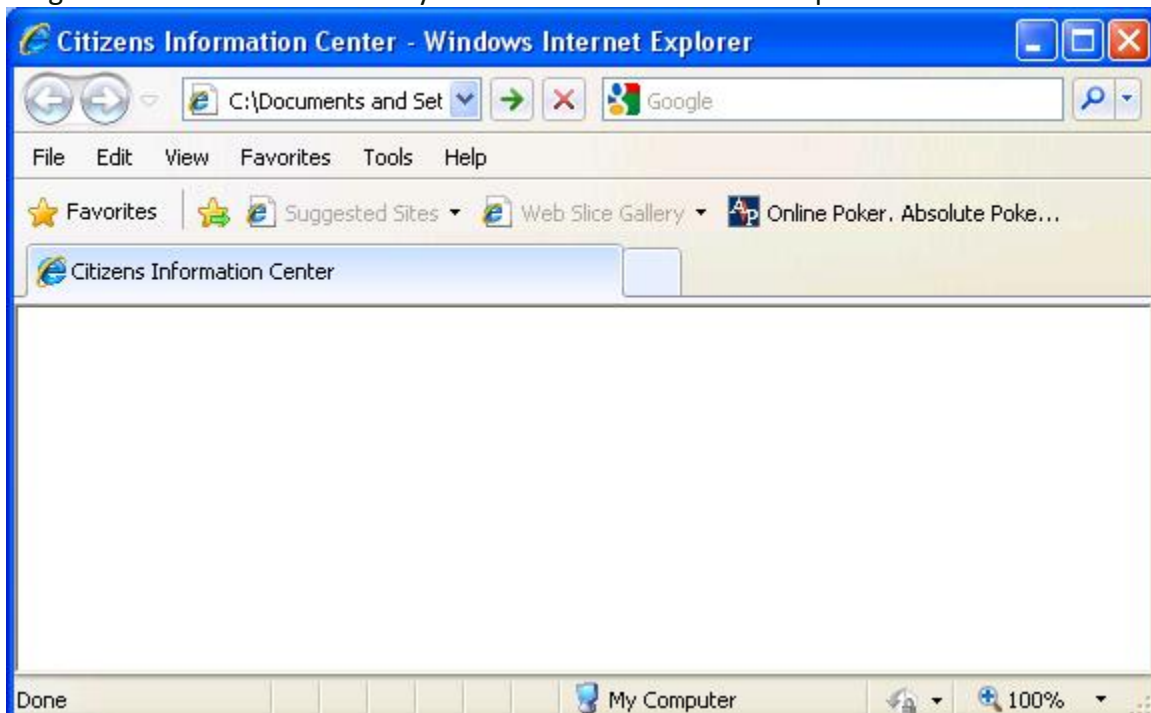 Citizens Information Center - Windows Internet Explorer
C:\Documents and Set Google
File Edit View Favorites Tools Help
Favorites Suggested Sites Web Slice Gallery AP Online Poker. Absolute Poke...
Citizens Information Center
Done My Computer 100%